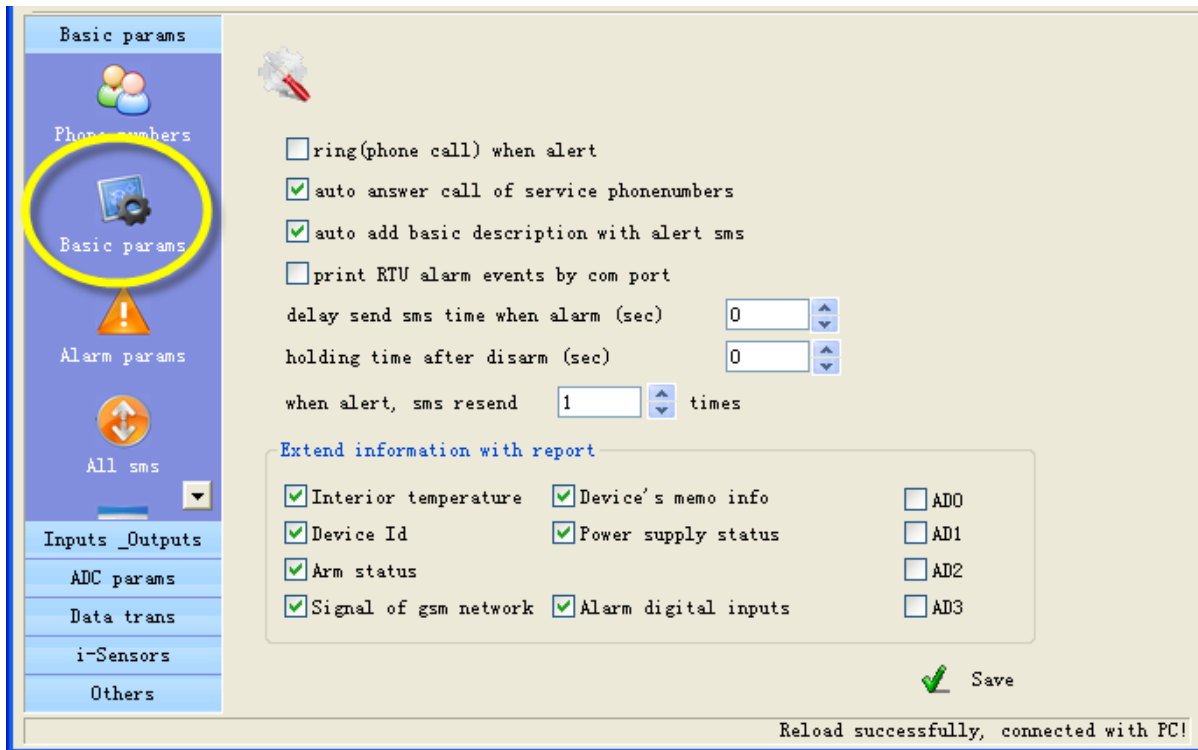 Basic params
Phone numbers
Basic params
Alarm params
All sms
Inputs _Outputs
ADC params
Data trans
i-Sensors
Others
ring(phone call) when alert
auto answer call of service phonenumbers
auto add basic description with alert sms
print RTU alarm events by com port
delay send sms time when alarm (sec) 0
holding time after disarm (sec) 0
when alert, sms resend 1 times
Extend information with report
Interior temperature Device's memo info AD0
Device Id Power supply status AD1
Arm status AD2
Signal of gsm network Alarm digital inputs AD3
Save
Reload successfully, connected with PC!